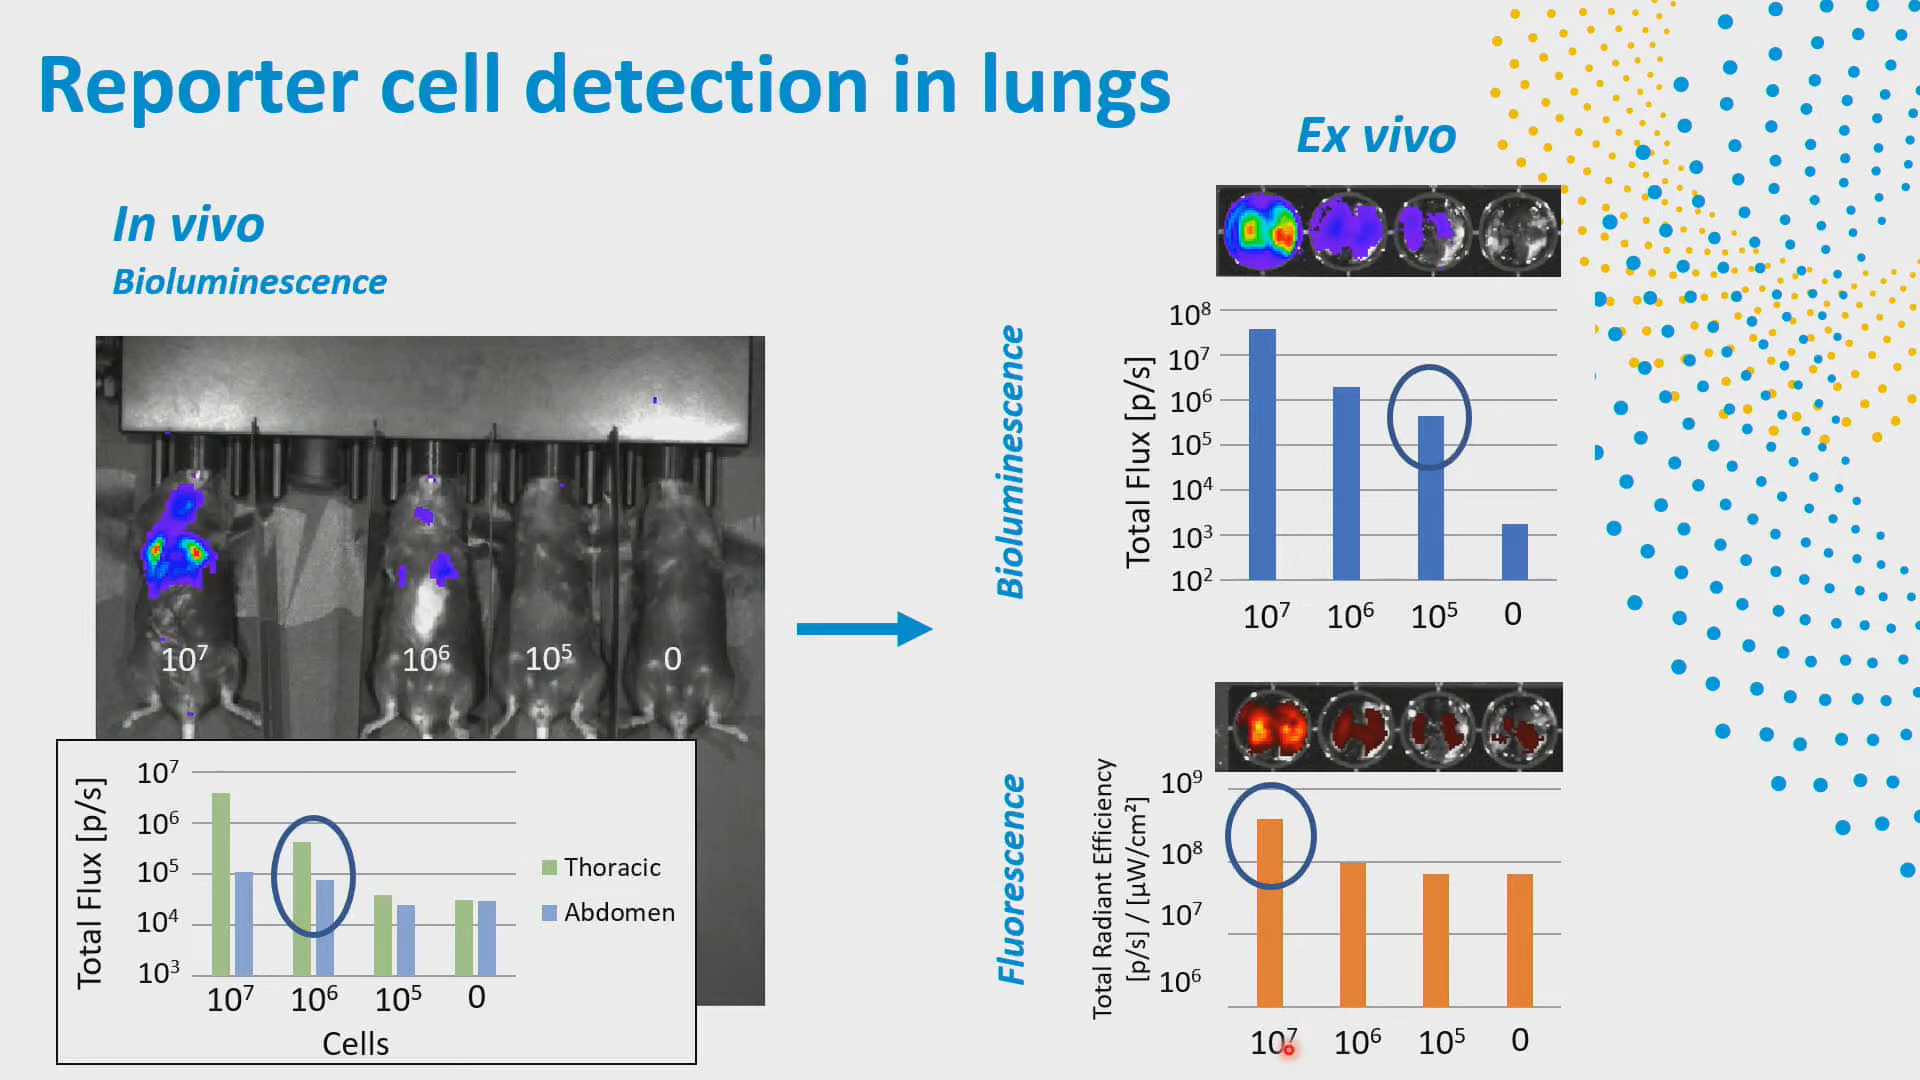 Reporter cell detection in lungs
In vivo
Bioluminescence
10⁷
10⁶
10⁵
0
Total Flux [p/s]
10⁷
10⁶
10⁵
10⁴
10³
10⁷ 10⁶ 10⁵ 0
Cells
Thoracic
Abdomen
Ex vivo
Bioluminescence
Total Flux [p/s]
10⁸
10⁷
10⁶
10⁵
10⁴
10³
10²
10⁷ 10⁶ 10⁵ 0
Fluorescence
Total Radiant Efficiency
[p/s] / [µW/cm²]
10⁹
10⁸
10⁷
10⁶
10⁷ 10⁶ 10⁵ 0